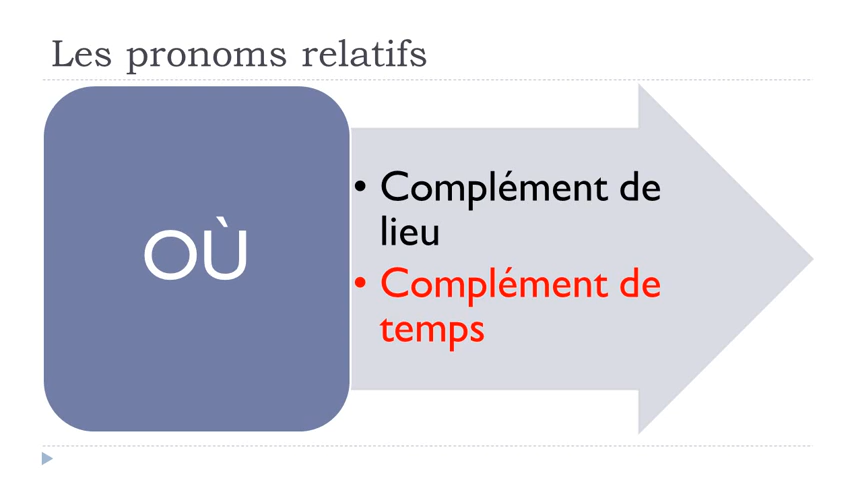 Les pronoms relatifs
OÙ
• Complément de
lieu
• Complément de
temps